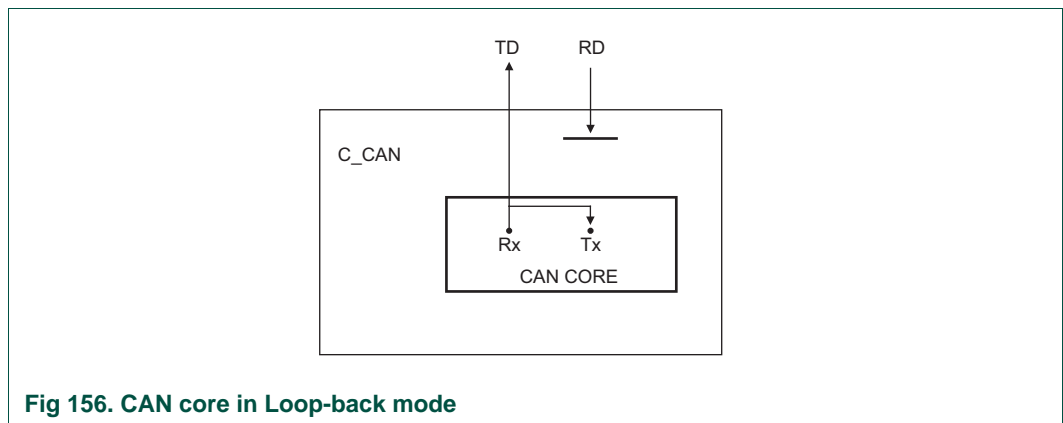 TD RD
C_CAN
Rx Tx
CAN CORE
Fig 156. CAN core in Loop-back mode